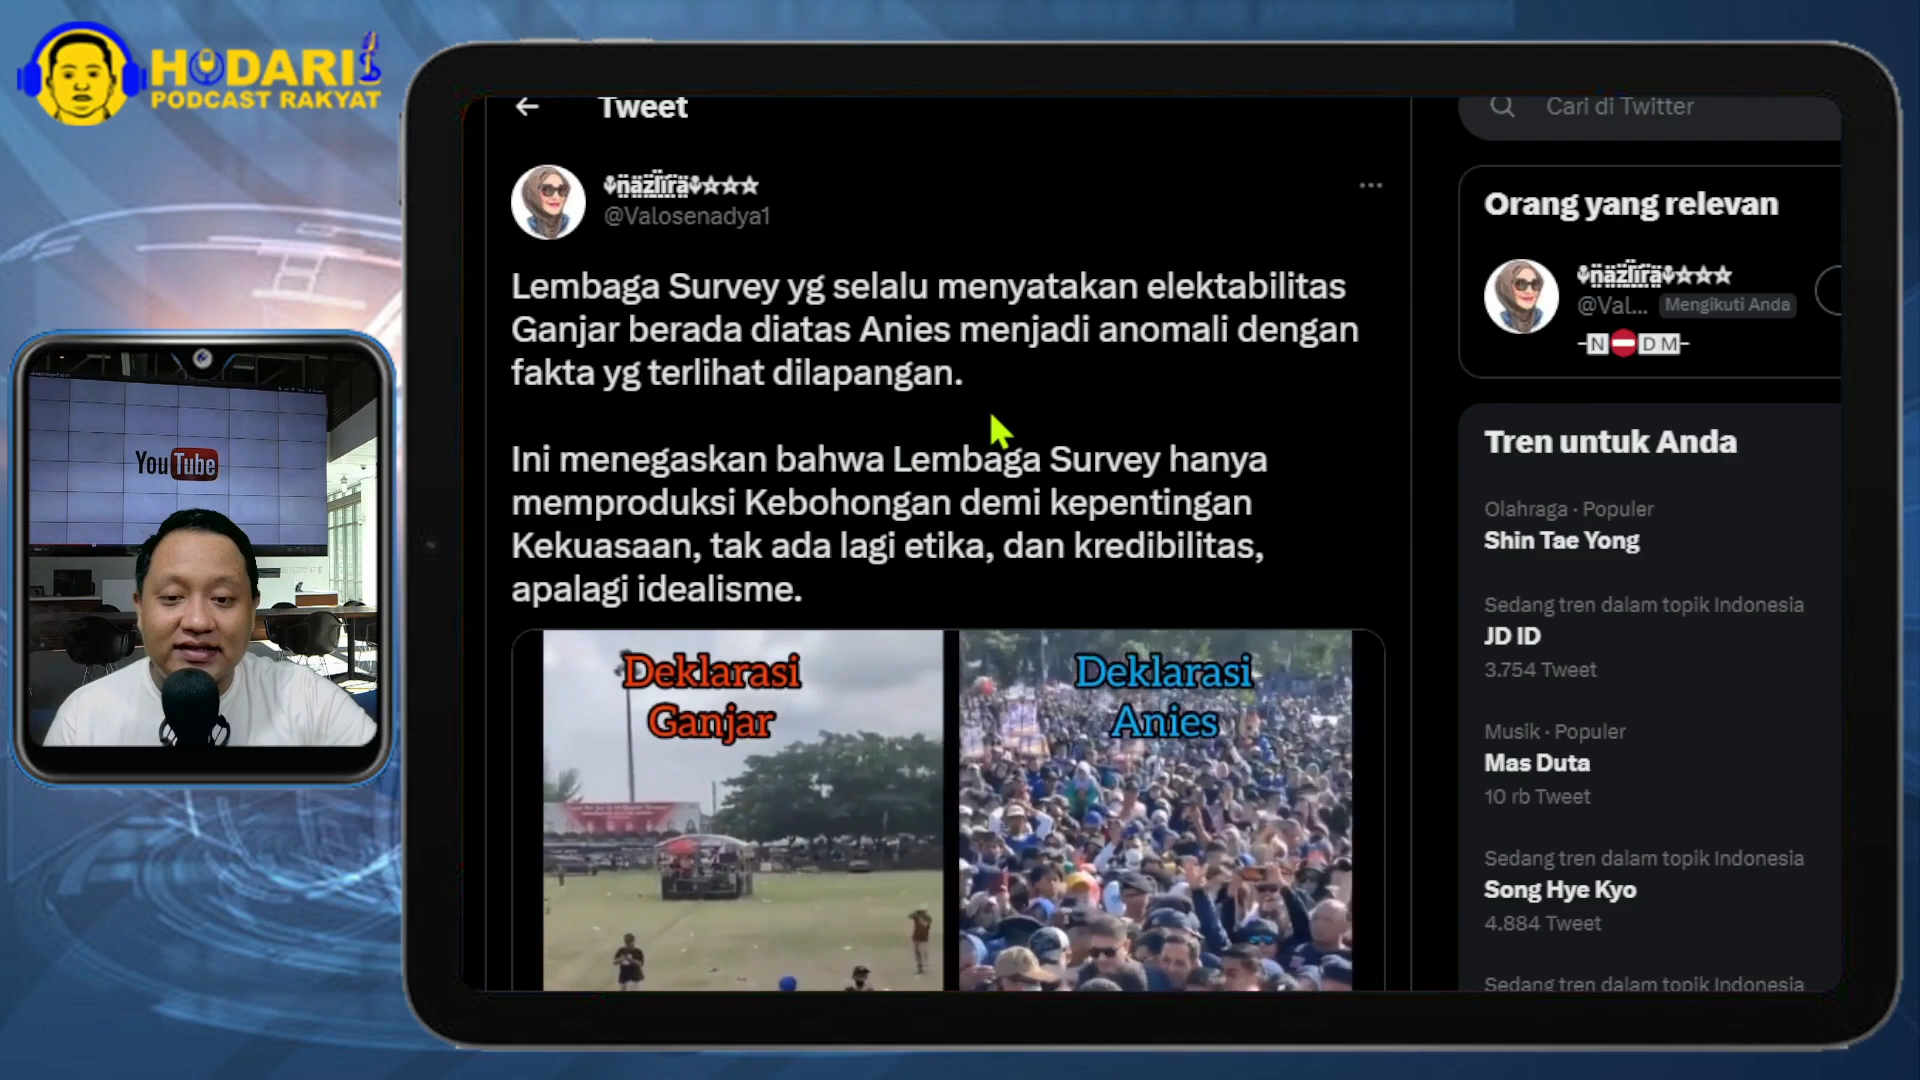 HODARI
PODCAST RAKYAT
YouTube
Tweet
näzlïrä☆☆☆
@Valosenadya1
Lembaga Survey yg selalu menyatakan elektabilitas
Ganjar berada diatas Anies menjadi anomali dengan
fakta yg terlihat dilapangan.
Ini menegaskan bahwa Lembaga Survey hanya
memproduksi Kebohongan demi kepentingan
Kekuasaan, tak ada lagi etika, dan kredibilitas,
apalagi idealisme.
Deklarasi
Ganjar
Deklarasi
Anies
Cari di Twitter
Orang yang relevan
näzlïrä☆☆☆
@Val... Mengikuti Anda
-N⛔DM-
Tren untuk Anda
Olahraga · Populer
Shin Tae Yong
Sedang tren dalam topik Indonesia
JD ID
3.754 Tweet
Musik · Populer
Mas Duta
10 rb Tweet
Sedang tren dalam topik Indonesia
Song Hye Kyo
4.884 Tweet
Sedang tren dalam topik Indonesia